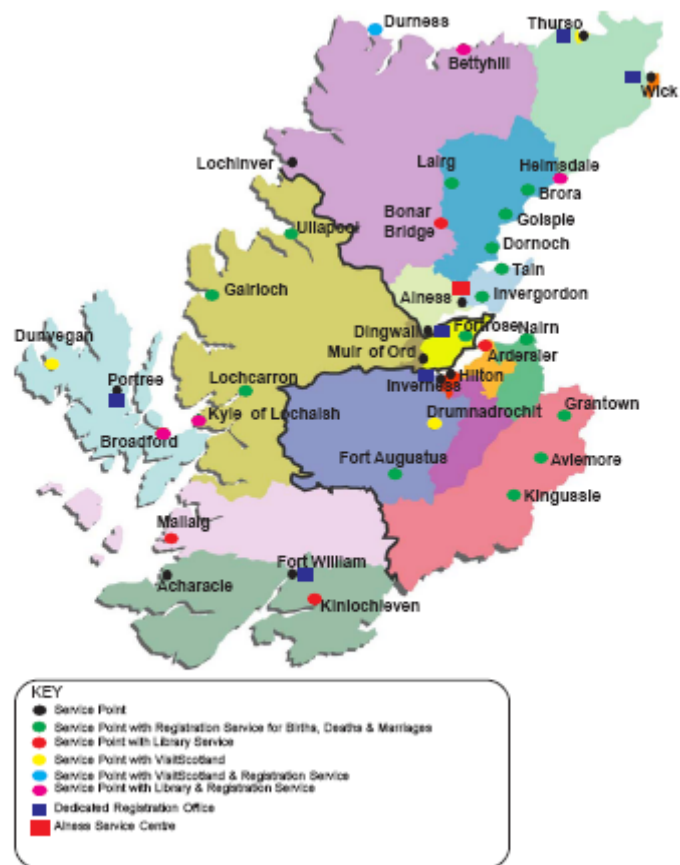 Durness
Thurso
Bettyhill
Wick
Lochinver
Lairg
Helmsdale
Brora
Bonar
Bridge
Golspie
Ullapool
Dornoch
Tain
Gairloch
Alness
Invergordon
Dingwall
Fortrose
Nairn
Dunvegan
Muir of Ord
Ardersier
Portree
Lochcarron
Inverness
Hilton
Kyle of Lochalsh
Drumnadrochit
Grantown
Broadford
Fort Augustus
Aviemore
Kingussie
Mallaig
Fort William
Acharacle
Kinlochleven
KEY
Service Point
Service Point with Registration Service for Births, Deaths & Marriages
Service Point with Library Service
Service Point with VisitScotland
Service Point with VisitScotland & Registration Service
Service Point with Library & Registration Service
Dedicated Registration Office
Alness Service Centre